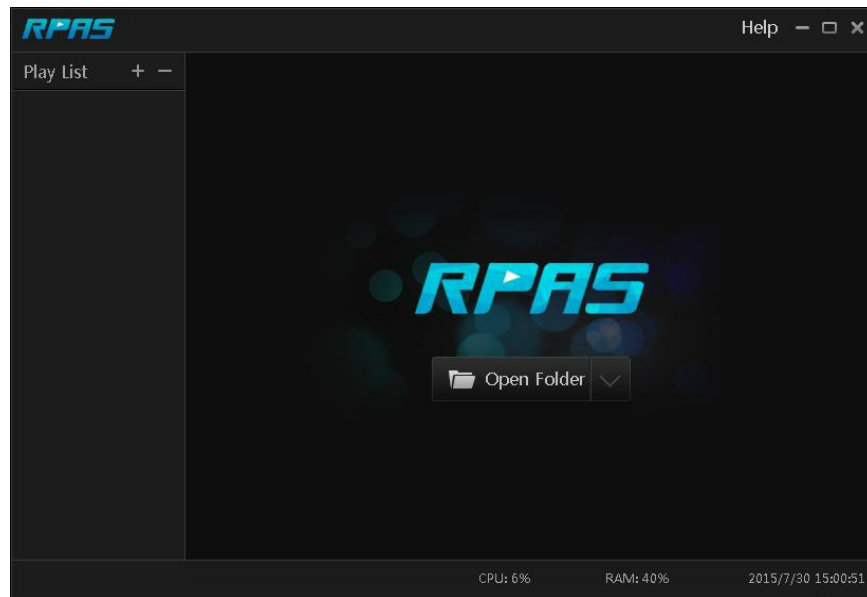 RPAS Help
Play List + −
RPAS
Open Folder
CPU: 6% RAM: 40% 2015/7/30 15:00:51